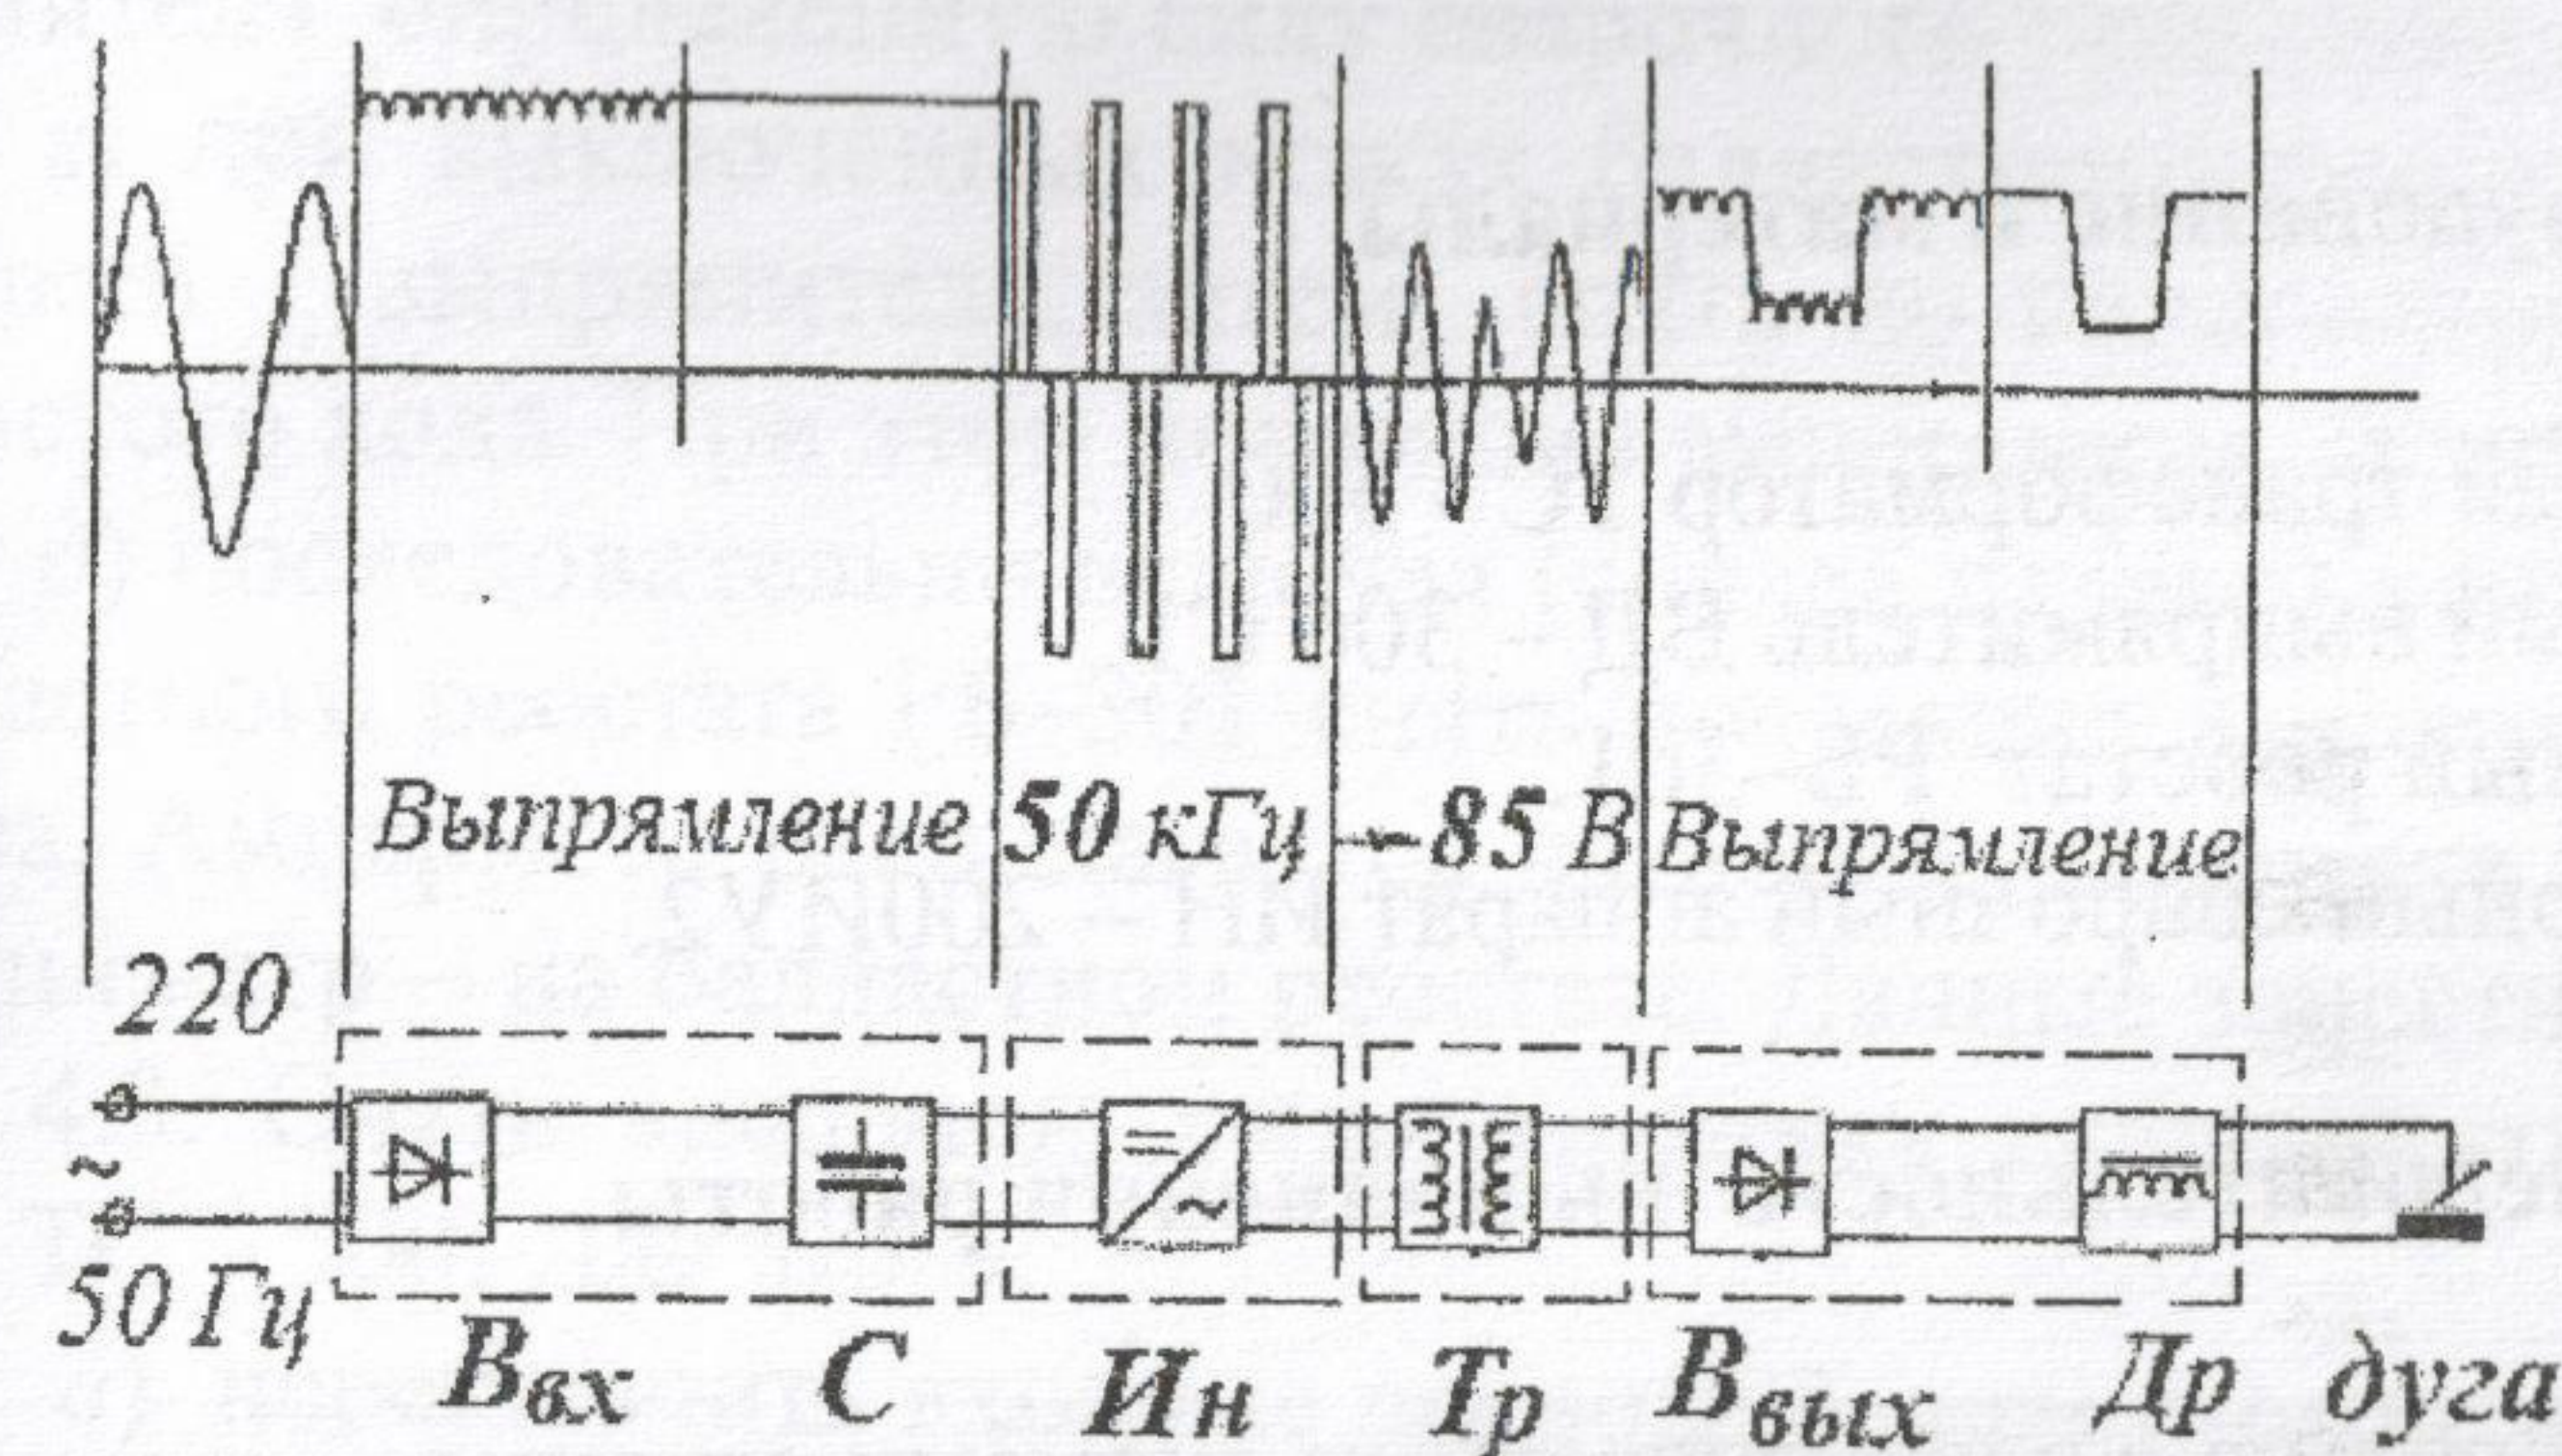 Выпрямление 50 кГц ~85 В Выпрямление
220
~
50 Гц
Ввх С Ин Тр Ввых Др дуга